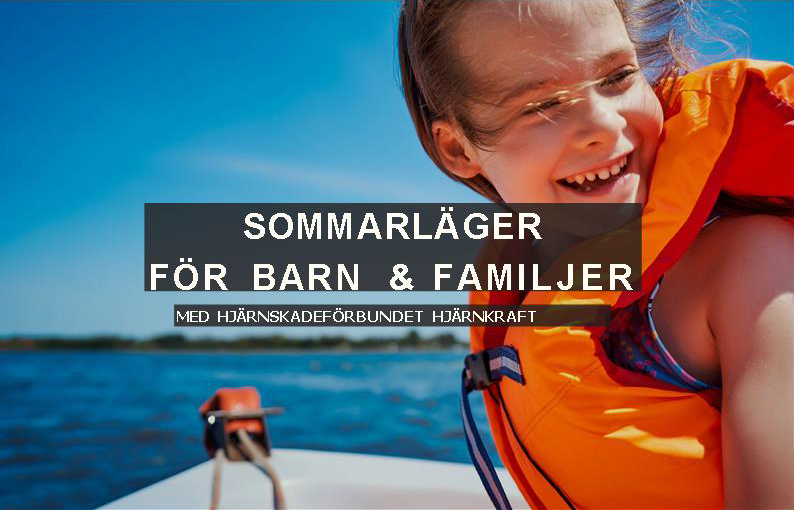 SOMMARLÄGER
FÖR BARN & FAMILJER
MED HJÄRNSKADEFÖRBUNDET HJÄRNKRAFT